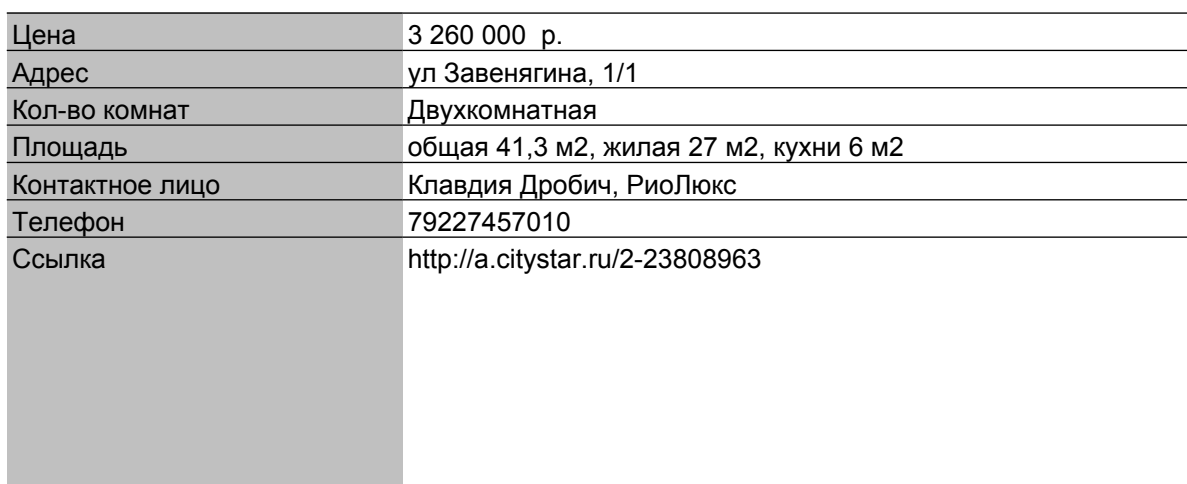 Цена 3 260 000 р.
Адрес ул Завенягина, 1/1
Кол-во комнат Двухкомнатная
Площадь общая 41,3 м2, жилая 27 м2, кухни 6 м2
Контактное лицо Клавдия Дробич, РиоЛюкс
Телефон 79227457010
Ссылка http://a.citystar.ru/2-23808963